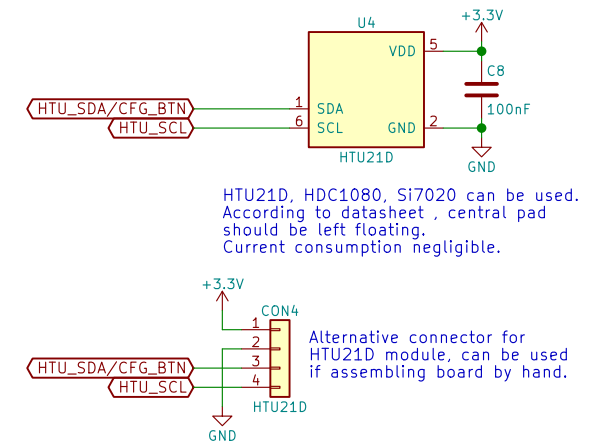 U4
+3.3V
VDD 5
C8
100nF
HTU_SDA/CFG_BTN 1 SDA
HTU_SCL 6 SCL
GND 2
HTU21D
GND
HTU21D, HDC1080, Si7020 can be used.
According to datasheet , central pad
should be left floating.
Current consumption negligible.
+3.3V
CON4
1
2
HTU_SDA/CFG_BTN 3
HTU_SCL 4
HTU21D
GND
Alternative connector for
HTU21D module, can be used
if assembling board by hand.